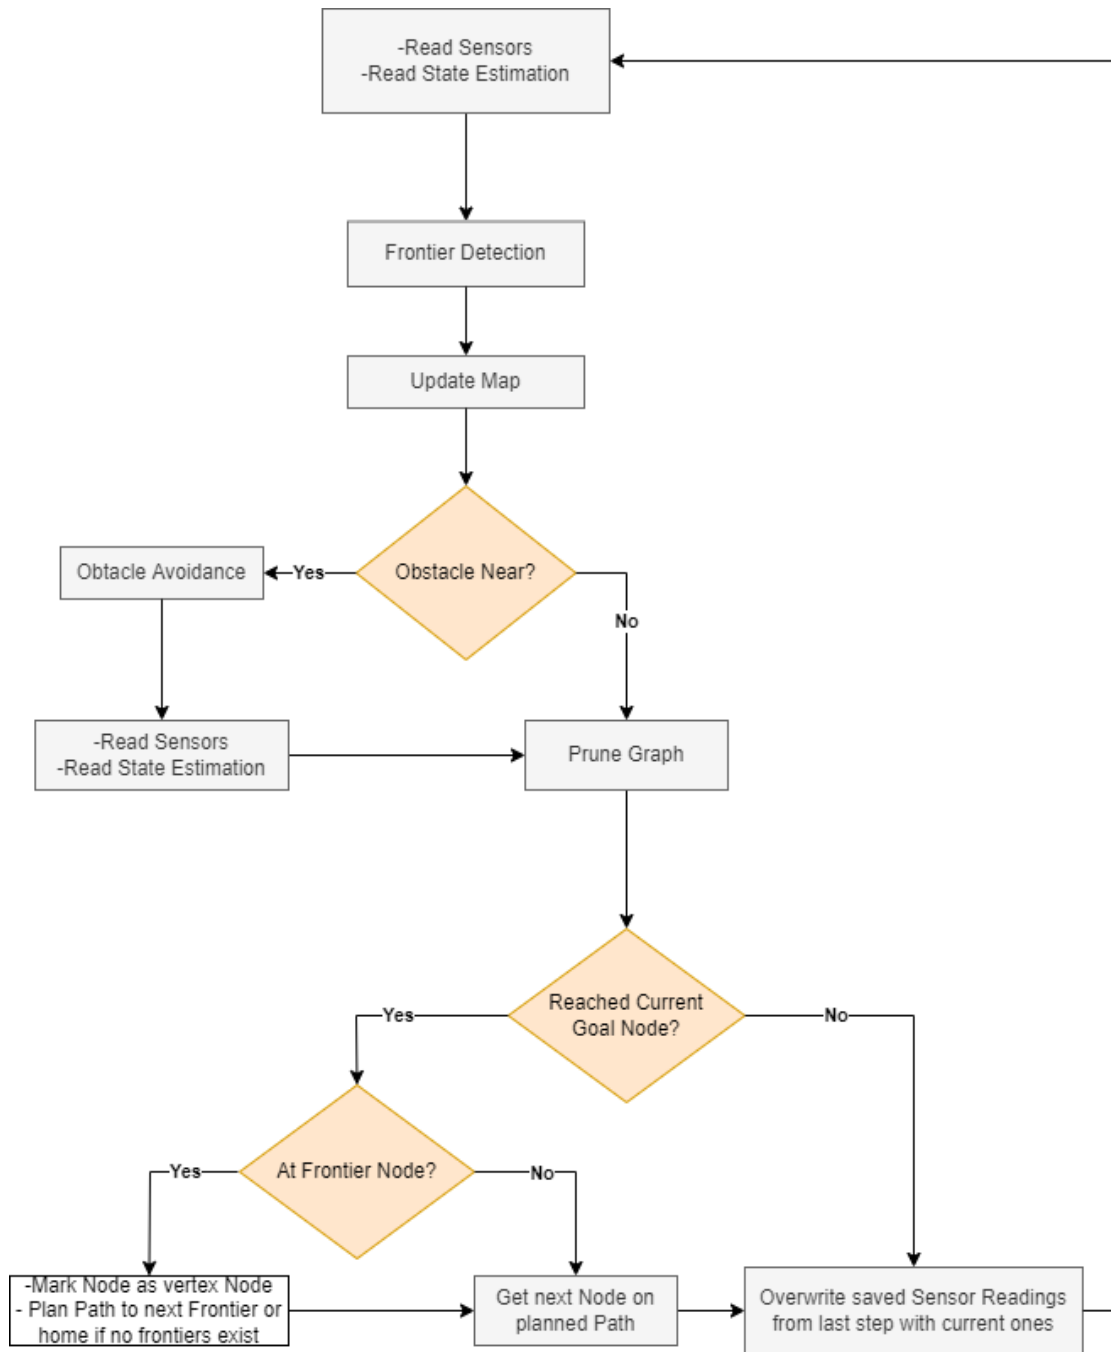 -Read Sensors
-Read State Estimation
Frontier Detection
Update Map
Obstacle Near?
Yes
Obtacle Avoidance
No
-Read Sensors
-Read State Estimation
Prune Graph
Reached Current
Goal Node?
Yes
No
At Frontier Node?
Yes
No
-Mark Node as vertex Node
- Plan Path to next Frontier or
home if no frontiers exist
Get next Node on
planned Path
Overwrite saved Sensor Readings
from last step with current ones